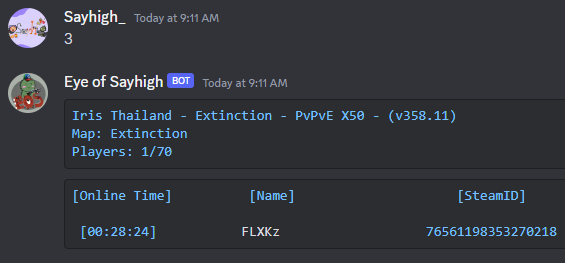 Sayhigh_ Today at 9:11 AM
3
Eye of Sayhigh BOT Today at 9:11 AM
Iris Thailand - Extinction - PvPvE X50 - (v358.11)
Map: Extinction
Players: 1/70
[Online Time] [Name] [SteamID]
[00:28:24] FLXKz 76561198353270218